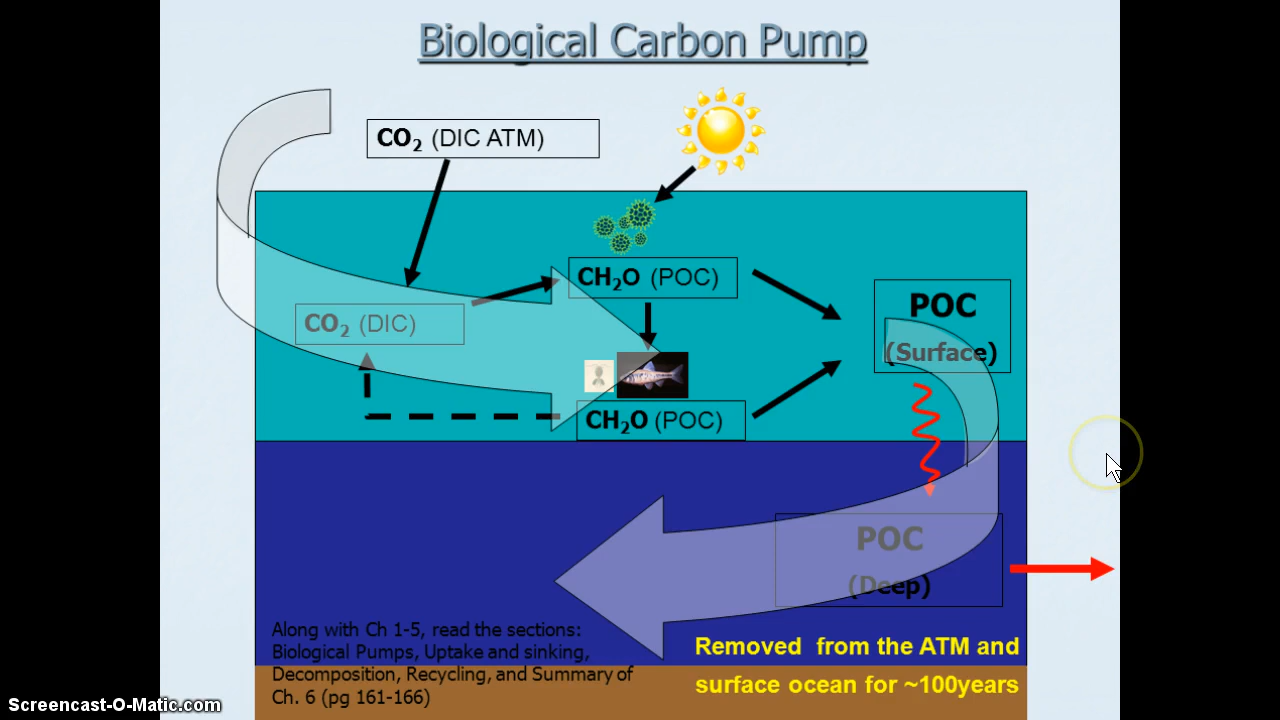 Biological Carbon Pump
CO₂ (DIC ATM)
CH₂O (POC)
CO₂ (DIC)
POC
(Surface)
CH₂O (POC)
POC
(Deep)
Along with Ch 1-5, read the sections:
Biological Pumps, Uptake and sinking,
Decomposition, Recycling, and Summary of
Ch. 6 (pg 161-166)
Removed from the ATM and
surface ocean for ~100years
Screencast-O-Matic.com